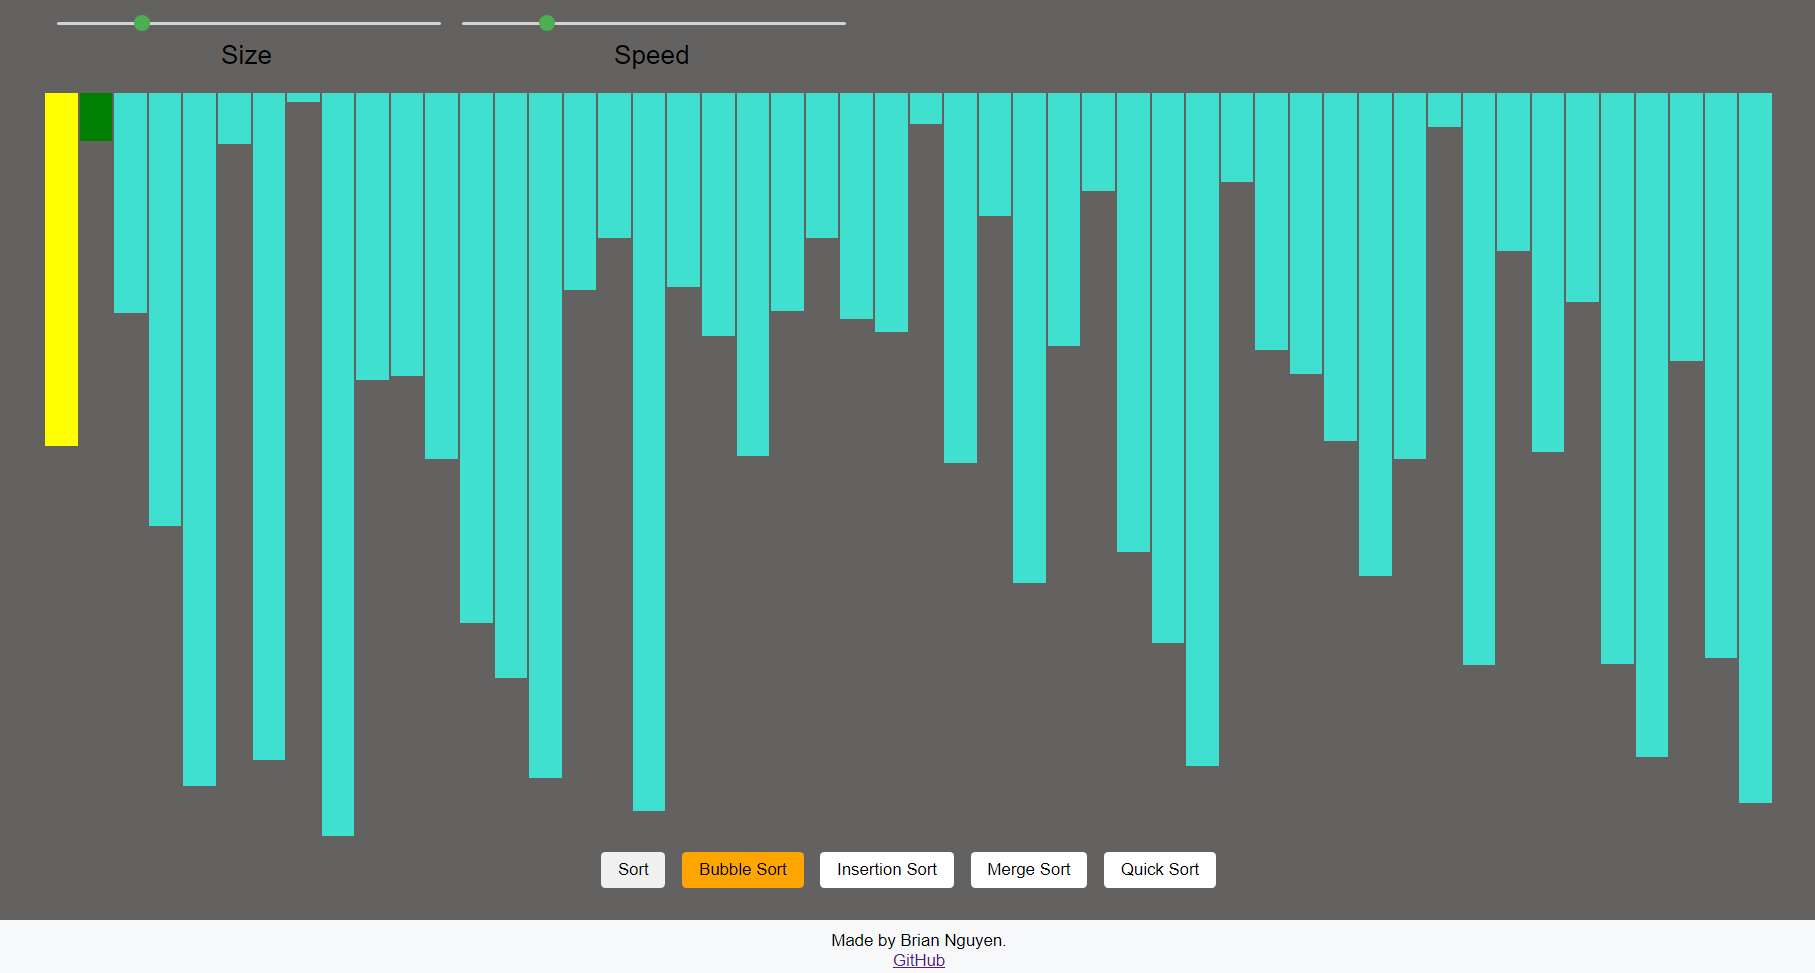 Size
Speed
Sort
Bubble Sort
Insertion Sort
Merge Sort
Quick Sort
Made by Brian Nguyen.
GitHub